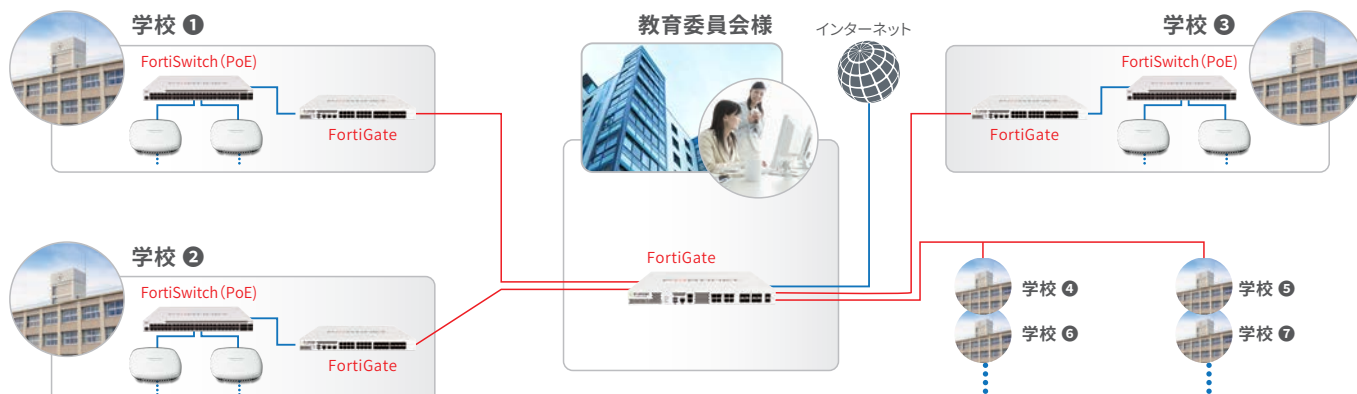 学校 ❶
FortiSwitch(PoE)
FortiGate
学校 ❷
FortiSwitch(PoE)
FortiGate
教育委員会様
インターネット
FortiGate
学校 ❸
FortiSwitch(PoE)
FortiGate
学校 ❹
学校 ❺
学校 ❻
学校 ❼